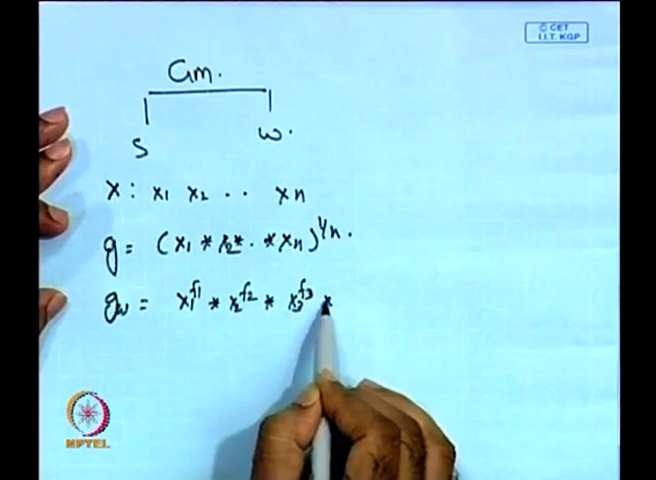 © CET
I.I.T. KGP
Gm.
S W.
x : x₁ x₂ . . xn
g = (x₁ * x₂ * . * xn)^1/n .
gw = x₁^f1 * x₂^f2 * x₃^f3 *
NPTEL